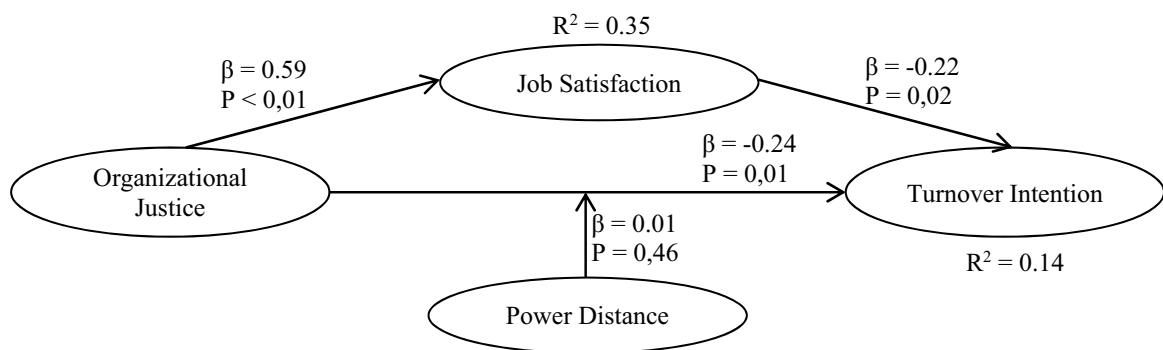 R² = 0.35
β = 0.59
P < 0,01
Job Satisfaction
β = -0.22
P = 0,02
Organizational
Justice
β = -0.24
P = 0,01
Turnover Intention
β = 0.01
P = 0,46
R² = 0.14
Power Distance